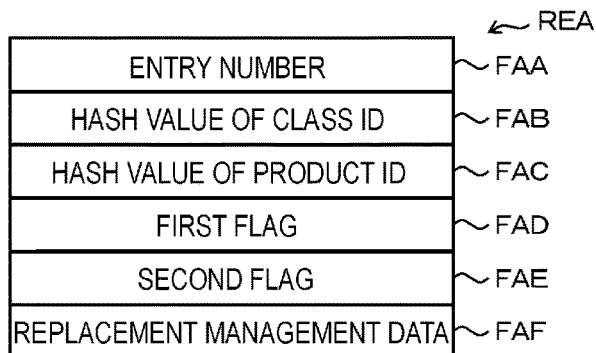 REA
ENTRY NUMBER FAA
HASH VALUE OF CLASS ID FAB
HASH VALUE OF PRODUCT ID FAC
FIRST FLAG FAD
SECOND FLAG FAE
REPLACEMENT MANAGEMENT DATA FAF